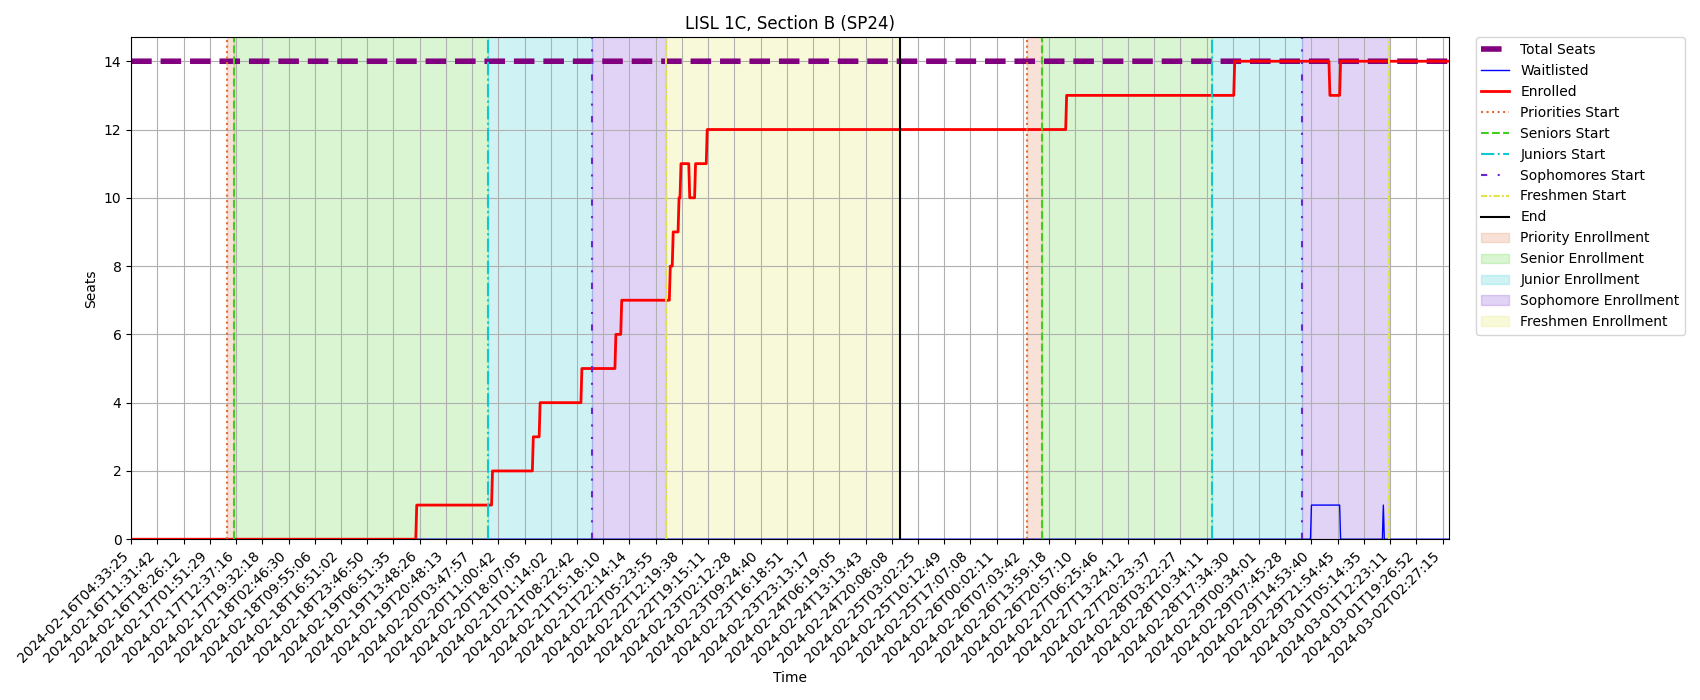 LISL 1C, Section B (SP24)
Seats
14
12
10
8
6
4
2
0
2024-02-16T04:33:25
2024-02-16T11:31:42
2024-02-16T18:26:12
2024-02-17T01:51:29
2024-02-17T12:37:16
2024-02-17T19:32:18
2024-02-18T02:46:30
2024-02-18T09:55:06
2024-02-18T16:51:02
2024-02-18T23:46:50
2024-02-19T06:51:35
2024-02-19T13:48:26
2024-02-19T20:48:13
2024-02-20T03:47:57
2024-02-20T11:00:42
2024-02-20T18:07:05
2024-02-21T01:14:02
2024-02-21T08:22:42
2024-02-21T15:18:10
2024-02-21T22:14:14
2024-02-22T05:23:55
2024-02-22T12:19:38
2024-02-22T19:15:11
2024-02-23T02:12:28
2024-02-23T09:24:40
2024-02-23T16:18:51
2024-02-23T23:13:17
2024-02-24T06:19:05
2024-02-24T13:13:43
2024-02-24T20:08:08
2024-02-25T03:02:25
2024-02-25T10:12:49
2024-02-25T17:07:08
2024-02-26T00:02:11
2024-02-26T07:03:42
2024-02-26T13:59:18
2024-02-26T20:57:10
2024-02-27T06:25:46
2024-02-27T13:24:12
2024-02-27T20:23:37
2024-02-28T03:22:27
2024-02-28T10:34:11
2024-02-28T17:34:30
2024-02-29T00:34:01
2024-02-29T07:45:28
2024-02-29T14:53:40
2024-02-29T21:54:45
2024-03-01T05:14:35
2024-03-01T12:23:11
2024-03-01T19:26:52
2024-03-02T02:27:15
Time
Total Seats
Waitlisted
Enrolled
Priorities Start
Seniors Start
Juniors Start
Sophomores Start
Freshmen Start
End
Priority Enrollment
Senior Enrollment
Junior Enrollment
Sophomore Enrollment
Freshmen Enrollment